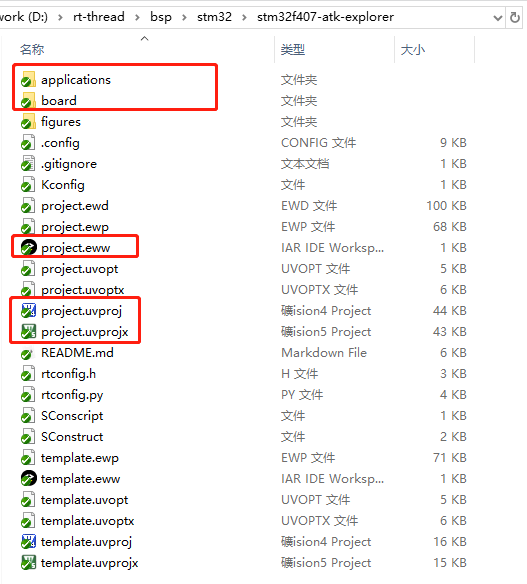 work (D:) > rt-thread > bsp > stm32 > stm32f407-atk-explorer
名称 类型 大小
applications 文件夹
board 文件夹
figures 文件夹
.config CONFIG 文件 9 KB
.gitignore 文本文档 1 KB
Kconfig 文件 1 KB
project.ewd EWD 文件 100 KB
project.ewp EWP 文件 68 KB
project.eww IAR IDE Worksp... 1 KB
project.uvopt UVOPT 文件 1 KB
project.uvoptx UVOPTX 文件 1 KB
project.uvproj 礦ision4 Project 44 KB
project.uvprojx 礦ision5 Project 43 KB
README.md Markdown File 6 KB
rtconfig.h H 文件 3 KB
rtconfig.py PY 文件 4 KB
SConscript 文件 1 KB
SConstruct 文件 2 KB
template.ewp EWP 文件 71 KB
template.eww IAR IDE Worksp... 1 KB
template.uvopt UVOPT 文件 5 KB
template.uvoptx UVOPTX 文件 5 KB
template.uvproj 礦ision4 Project 16 KB
template.uvprojx 礦ision5 Project 15 KB